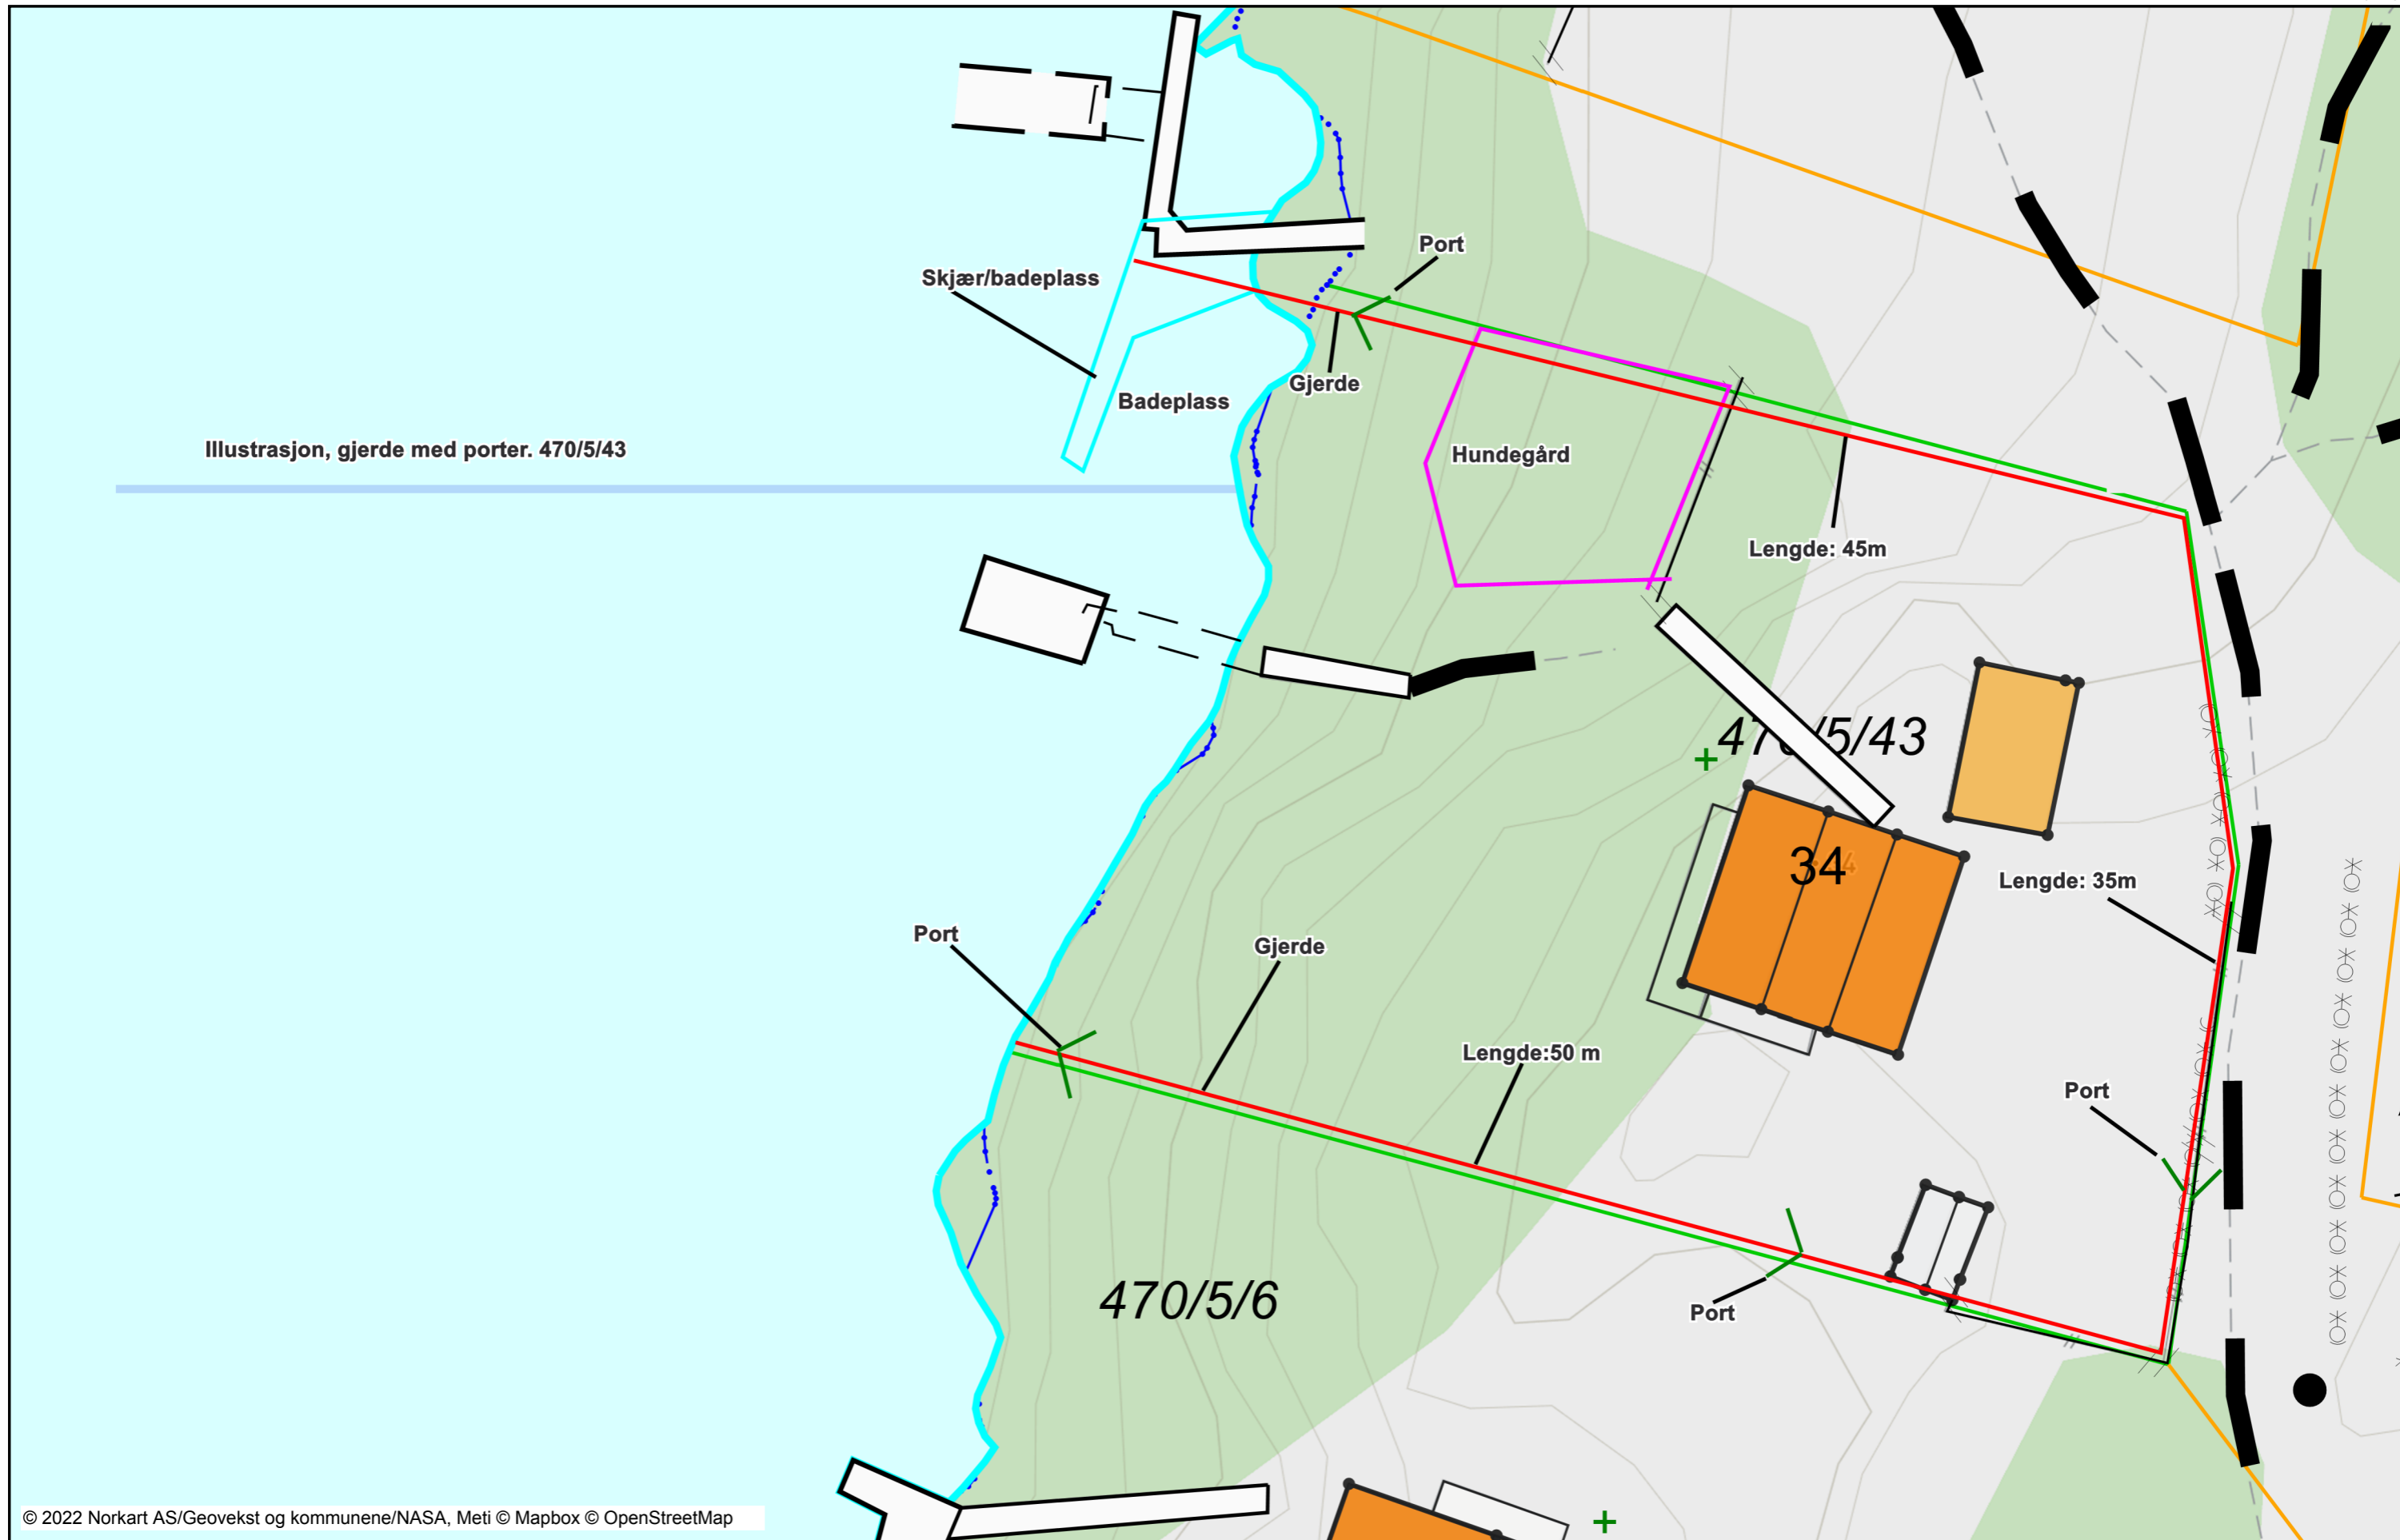 Port
Skjær/badeplass
Gjerde
Badeplass
Illustrasjon, gjerde med porter. 470/5/43
Hundegård
Lengde: 45m
/5/43
34
Lengde: 35m
Port
Gjerde
Lengde:50 m
Port
470/5/6
Port
© 2022 Norkart AS/Geovekst og kommunene/NASA, Meti © Mapbox © OpenStreetMap